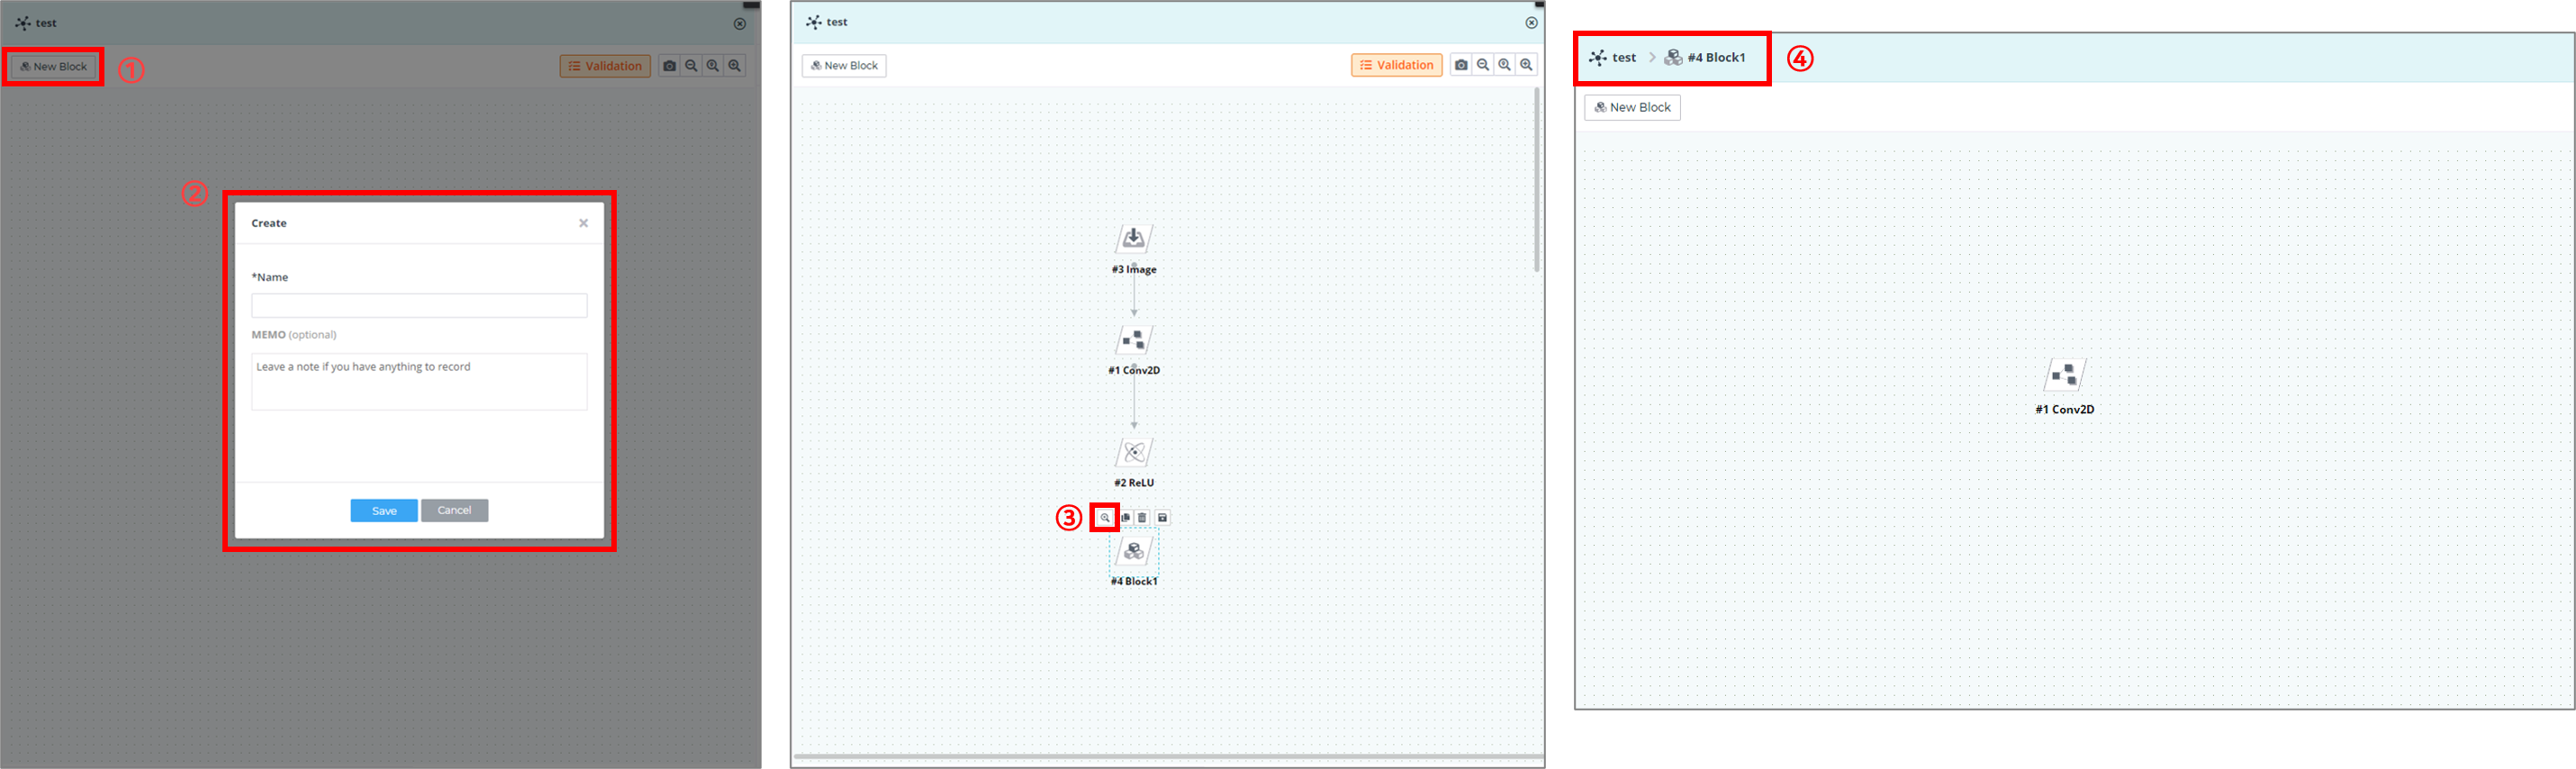 test
New Block
①
Validation
②
Create
*Name
MEMO (optional)
Leave a note if you have anything to record
Save
Cancel
test
New Block
Validation
#3 Image
#1 Conv2D
#2 ReLU
③
#4 Block1
test > #4 Block1
④
New Block
#1 Conv2D